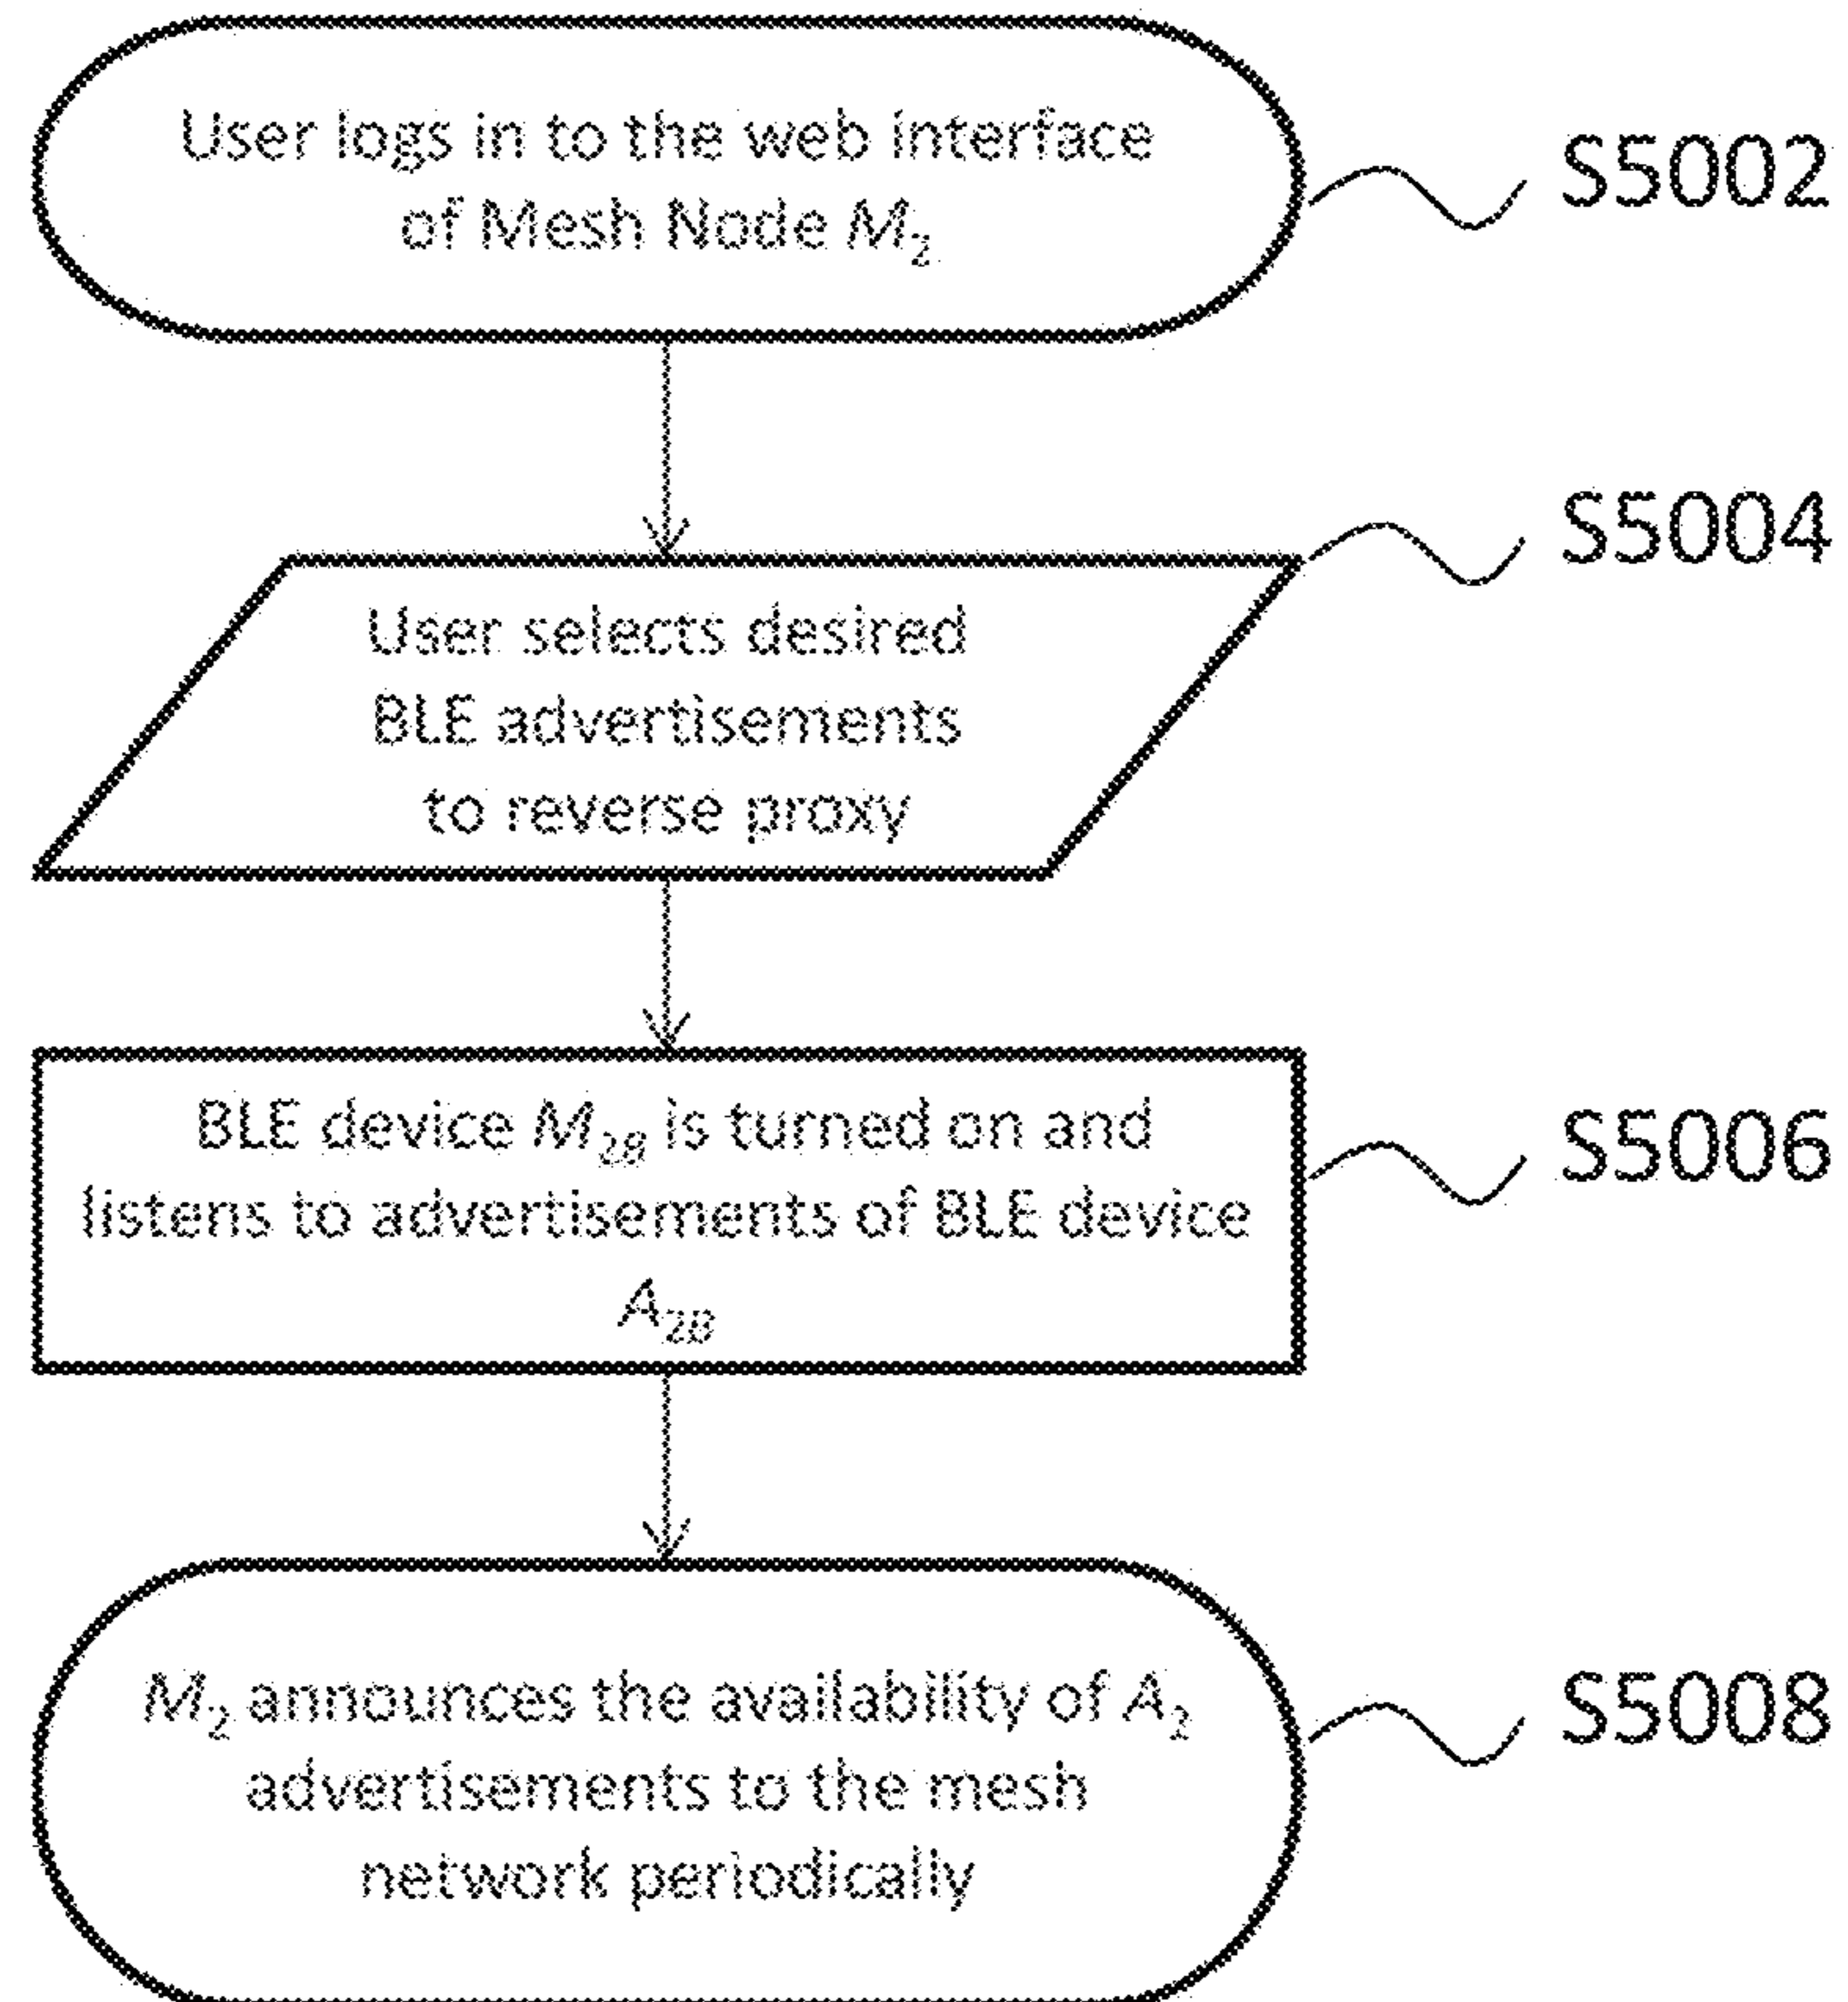 User logs in to the web interface
of Mesh Node M₂
S5002
User selects desired
BLE advertisements
to reverse proxy
S5004
BLE device M₂B is turned on and
listens to advertisements of BLE device
A₂B
S5006
M₂ announces the availability of A₂
advertisements to the mesh
network periodically
S5008